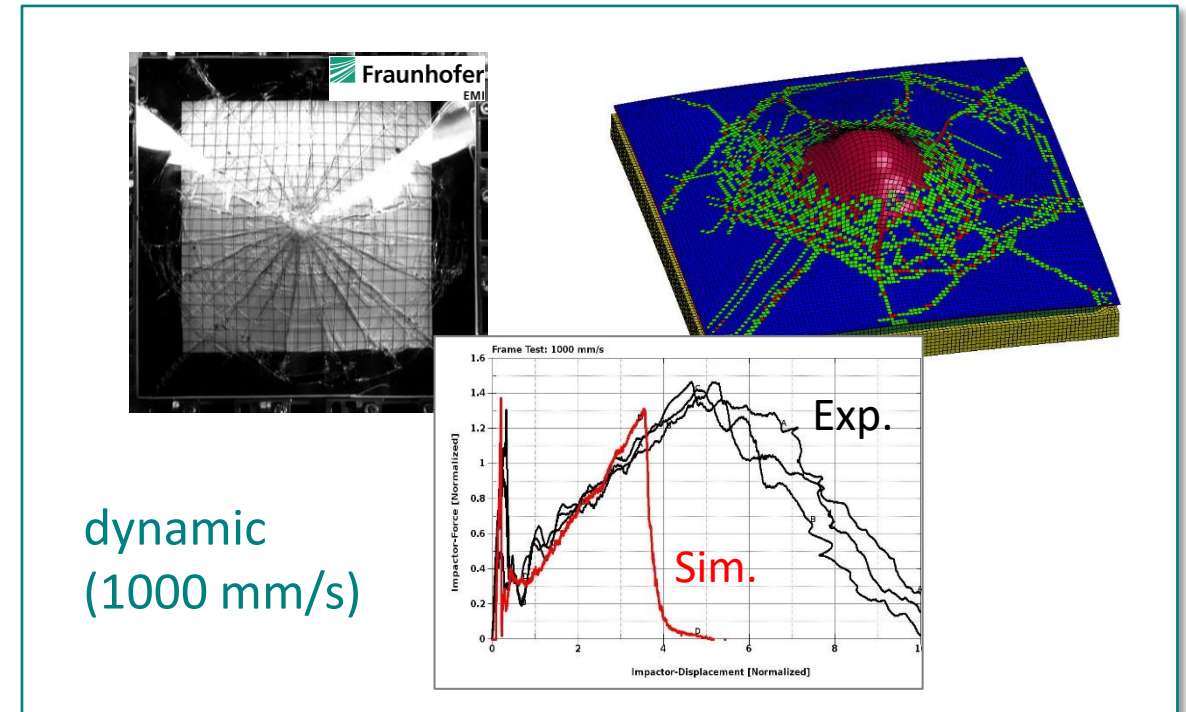 Fraunhofer
EMI
Frame Test: 1000 mm/s
1.6
1.4
1.2
1
0.8
0.6
0.4
0.2
0
Impactor-Force [Normalized]
Exp.
Sim.
C
A
B
D
0
2
4
6
8
Impactor-Displacement [Normalized]
dynamic
(1000 mm/s)